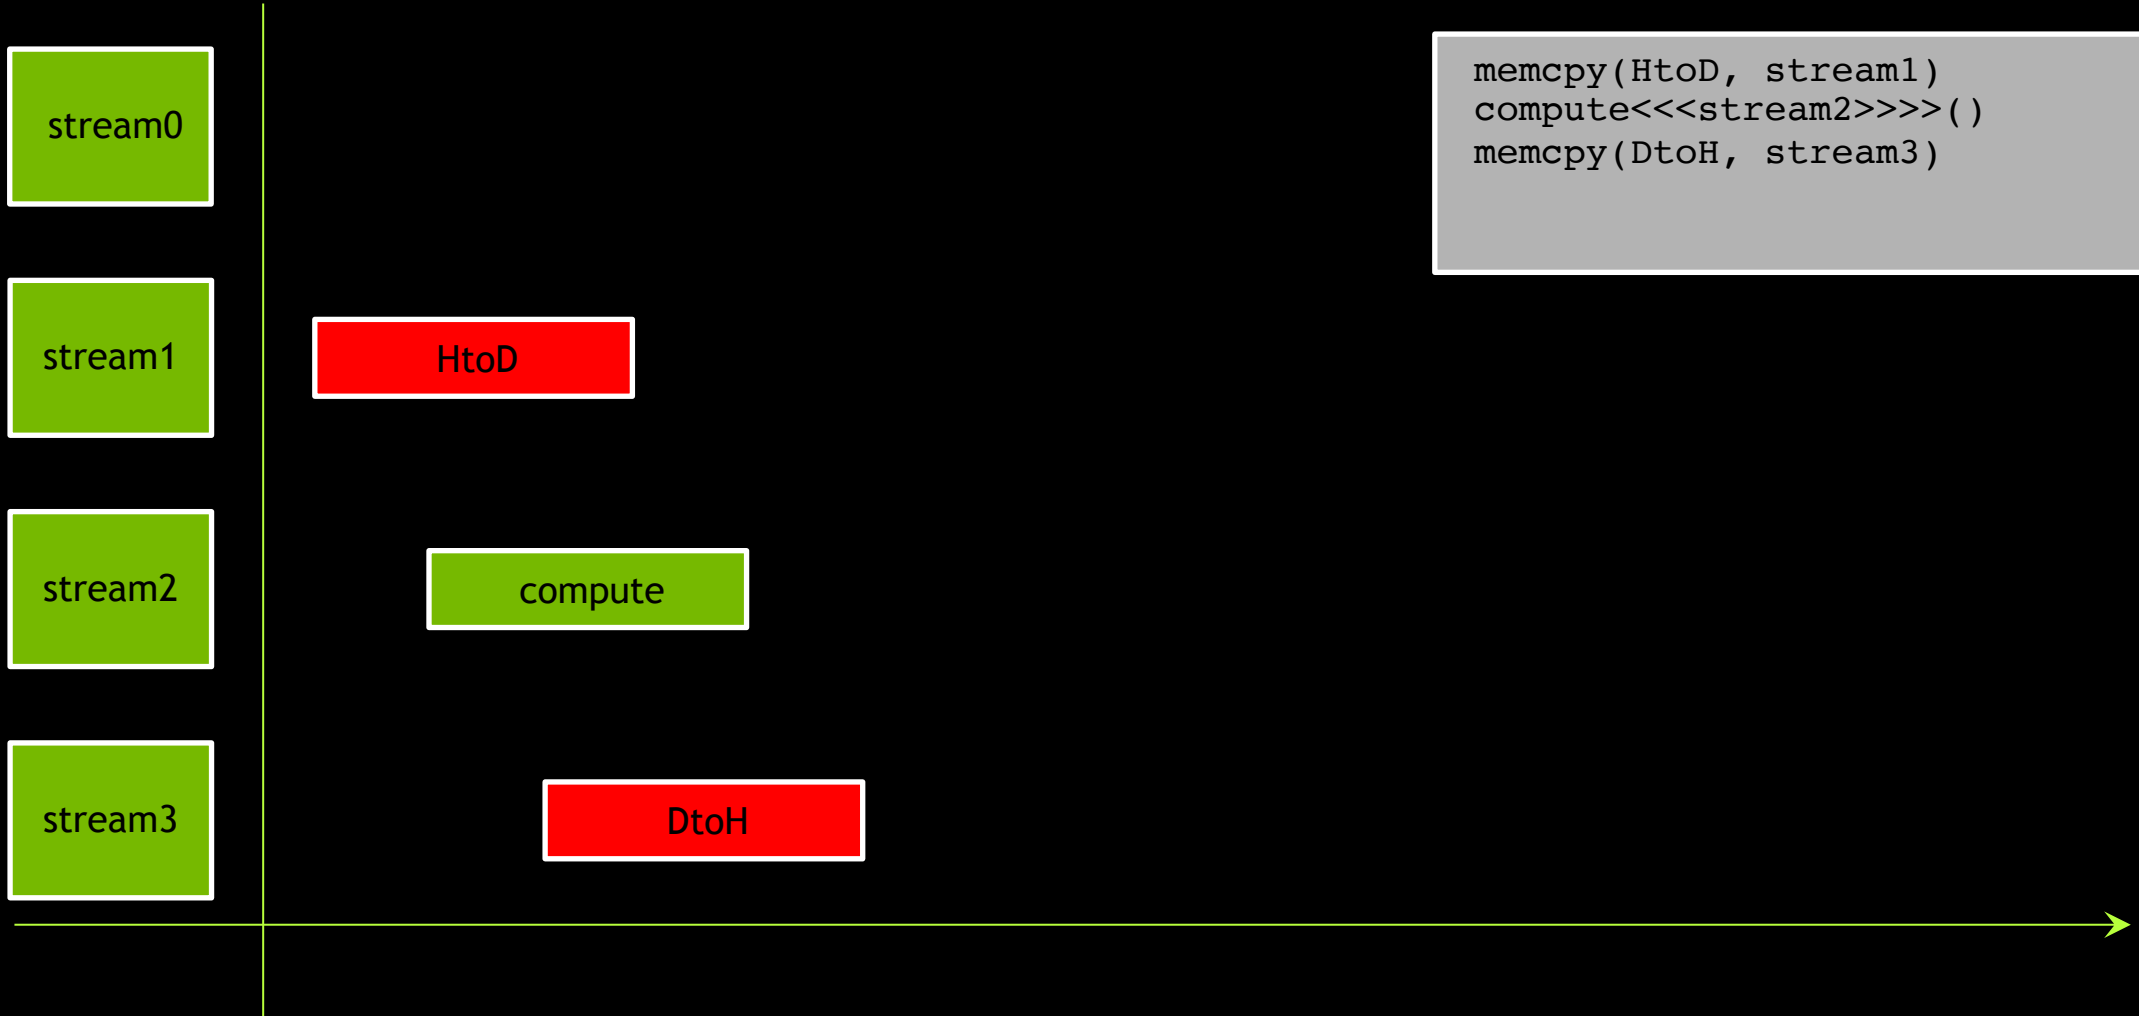 stream0
memcpy(HtoD, stream1)
compute<<<stream2>>>>()
memcpy(DtoH, stream3)
stream1
HtoD
stream2
compute
stream3
DtoH